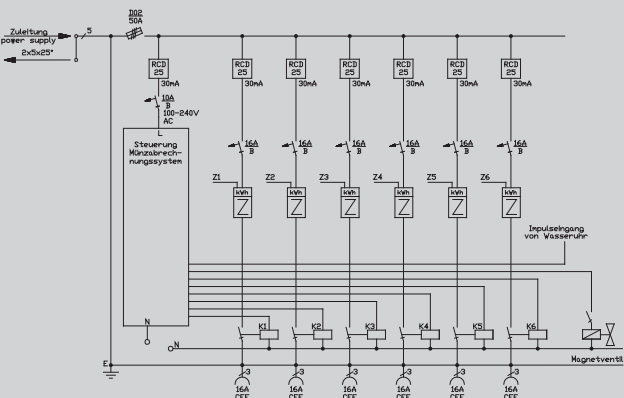 D02
50A
Zuleitung
power supply
5
2x5x25°
RCD
25
30mA
RCD
25
30mA
RCD
25
30mA
RCD
25
30mA
RCD
25
30mA
RCD
25
30mA
RCD
25
30mA
10A
B
100-240V
AC
L
Steuerung
Münzabrech-
nungssystem
16A
B
16A
B
16A
B
16A
B
16A
B
16A
B
Z1
Z2
Z3
Z4
Z5
Z6
kWh
Z
kWh
Z
kWh
Z
kWh
Z
kWh
Z
kWh
Z
Impulseingang
von Wasseruhr
N
K1
K2
K3
K4
K5
K6
N
Magnetventil
E
3
3
3
3
3
3
16A
CEE
16A
CEE
16A
CEE
16A
CEE
16A
CEE
16A
CEE